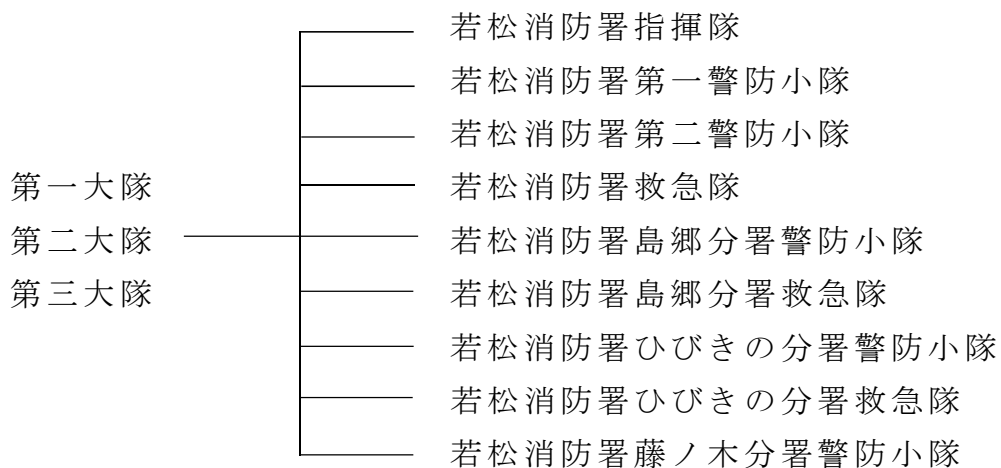 第一大隊
第二大隊
第三大隊
若松消防署指揮隊
若松消防署第一警防小隊
若松消防署第二警防小隊
若松消防署救急隊
若松消防署島郷分署警防小隊
若松消防署島郷分署救急隊
若松消防署ひびきの分署警防小隊
若松消防署ひびきの分署救急隊
若松消防署藤ノ木分署警防小隊